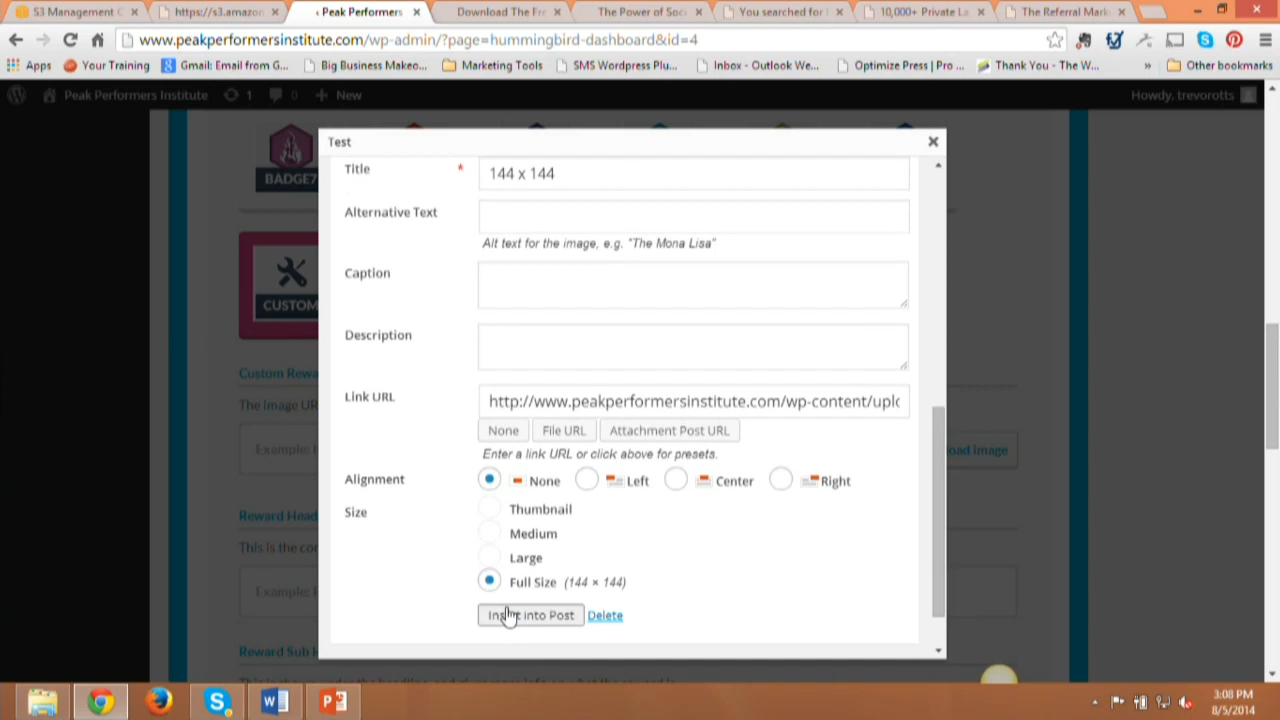 S3 Management C
https://s3.amazon
Peak Performers
Download The Fre
The Power of Soci
You searched for
10,000+ Private La
The Referral Mark
www.peakperformersinstitute.com/wp-admin/?page=hummingbird-dashboard&id=4
Apps
Your Training
Gmail: Email from G...
Big Business Makeo...
Marketing Tools
SMS Wordpress Plu...
Inbox - Outlook We...
Optimize Press | Pro ...
Thank You - The W...
»
Other bookmarks
Peak Performers Institute
1
0
+ New
Howdy, trevorotts
Test
BADGE7
Title *
144 x 144
Alternative Text
Alt text for the image, e.g. "The Mona Lisa"
Caption
CUSTOM
Description
Custom Rewa
Link URL
http://www.peakperformersinstitute.com/wp-content/uplo
The Image UR
None
File URL
Attachment Post URL
Example: h
Enter a link URL or click above for presets.
oad image
Alignment
None
Left
Center
Right
Size
Thumbnail
Reward Head
Medium
This is the con
Large
Full Size (144 × 144)
Example: F
Insert into Post
Delete
Reward Sub H
3:08 PM
8/5/2014